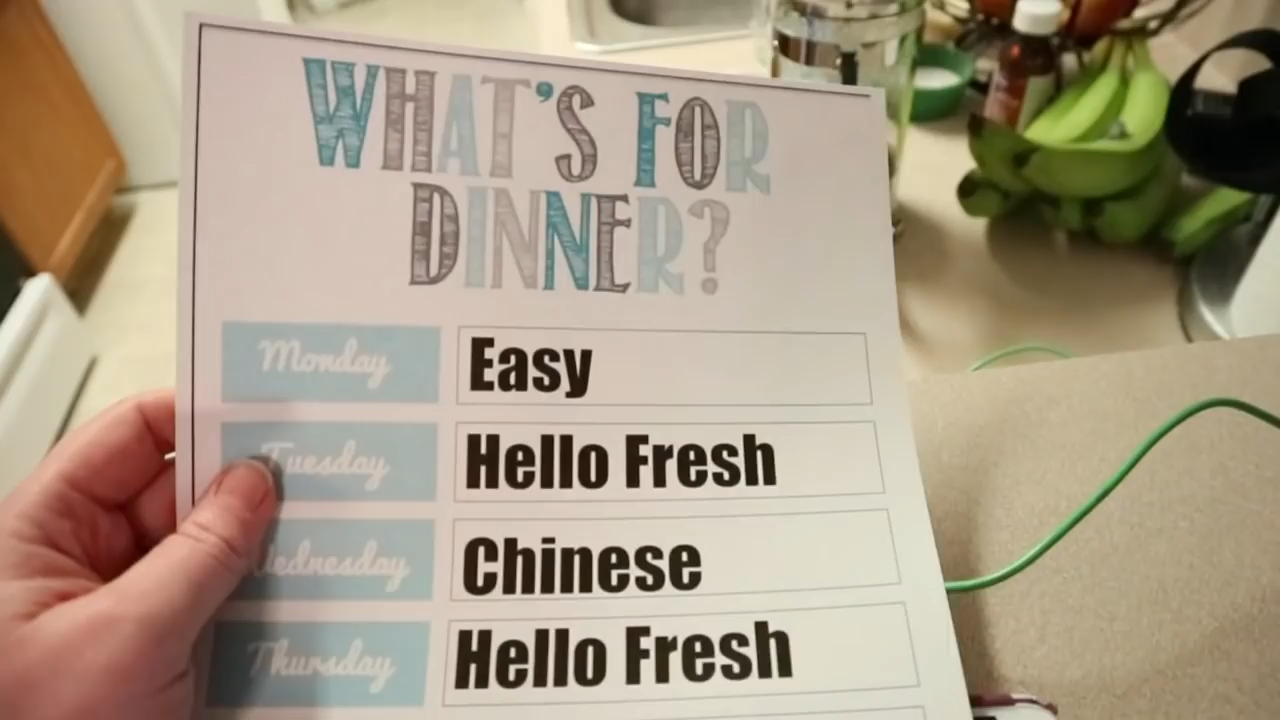 WHAT'S FOR
DINNER?
Monday Easy
Tuesday Hello Fresh
Wednesday Chinese
Thursday Hello Fresh